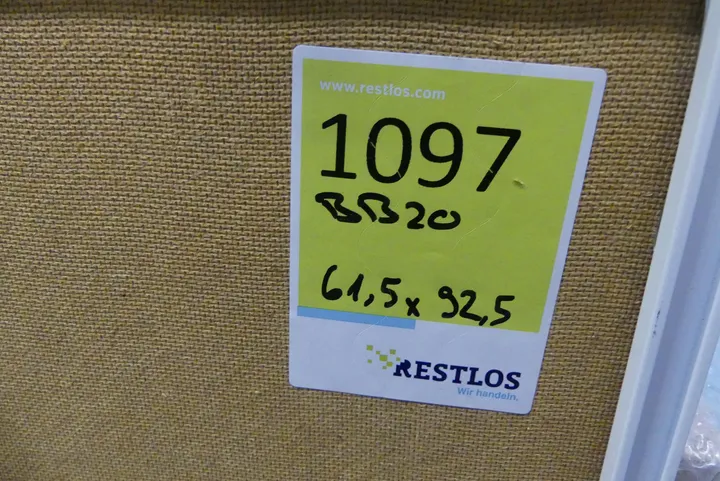 www.restlos.com
1097
BB20
61,5 x 92,5
RESTLOS
Wir handeln.